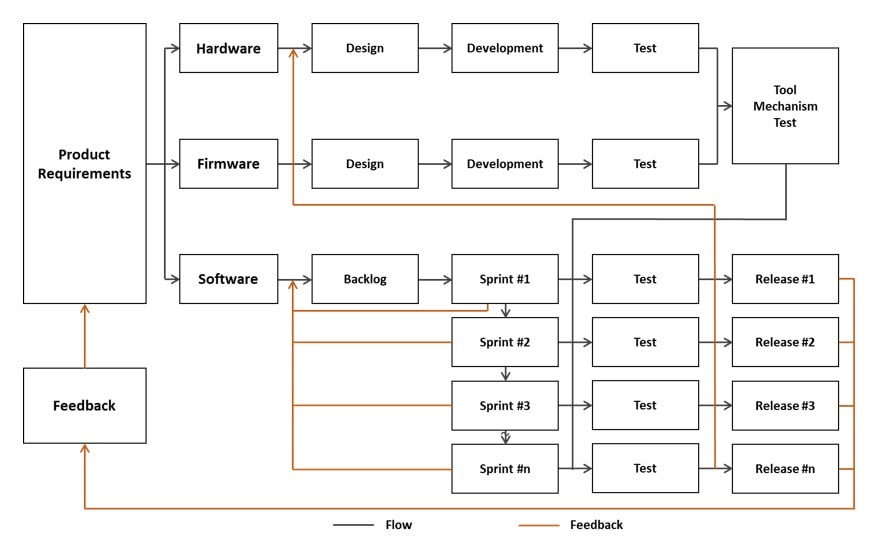 Hardware
Design
Development
Test
Tool
Mechanism
Test
Product
Requirements
Firmware
Design
Development
Test
Software
Backlog
Sprint #1
Test
Release #1
Sprint #2
Test
Release #2
Feedback
Sprint #3
Test
Release #3
Sprint #n
Test
Release #n
Flow
Feedback